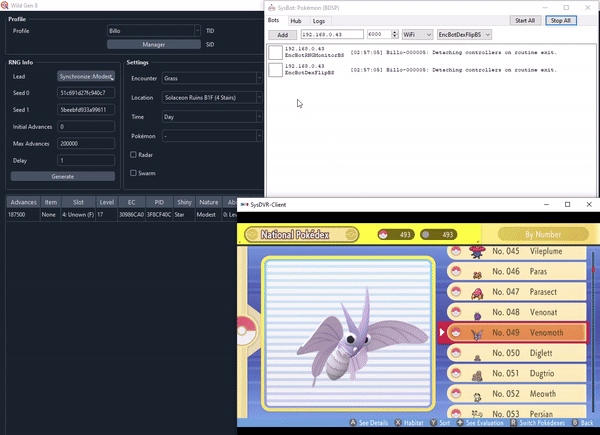 Wild Gen 8
Profile
Profile Billo TID
Manager SID
RNG Info
Lead Synchronize: Modest
Seed 0 51c691d27fc940c7
Seed 1 5beebfd933a99611
Initial Advances 0
Max Advances 200000
Delay 1
Generate
Settings
Encounter Grass
Location Solaceon Ruins B1F (4 Stairs)
Time Day
Pokémon -
Radar
Swarm
Advances Item Slot Level EC PID Shiny Nature Ab
187500 None 4: Unown (F) 17 30986CA0 3F8CF40C Star Modest 0: Le
SysBot: Pokémon (BDSP)
Bots Hub Logs Start All Stop All
Add 192.168.0.43 6000 WiFi EncBotDexFlipBS
192.168.0.43
EncBotRNGMonitorBS [02:57:05] Billo-000005: Detaching controllers on routine exit.
192.168.0.43
EncBotDexFlipBS [02:57:05] Billo-000005: Detaching controllers on routine exit.
SysDVR-Client
National Pokédex 493 493 By Number
No. 045 Vileplume
No. 046 Paras
No. 047 Parasect
No. 048 Venonat
No. 049 Venomoth
No. 050 Diglett
No. 051 Dugtrio
No. 052 Meowth
No. 053 Persian
A See Details X Habitat Y Sort See Evaluation R Switch Pokédexes B Back